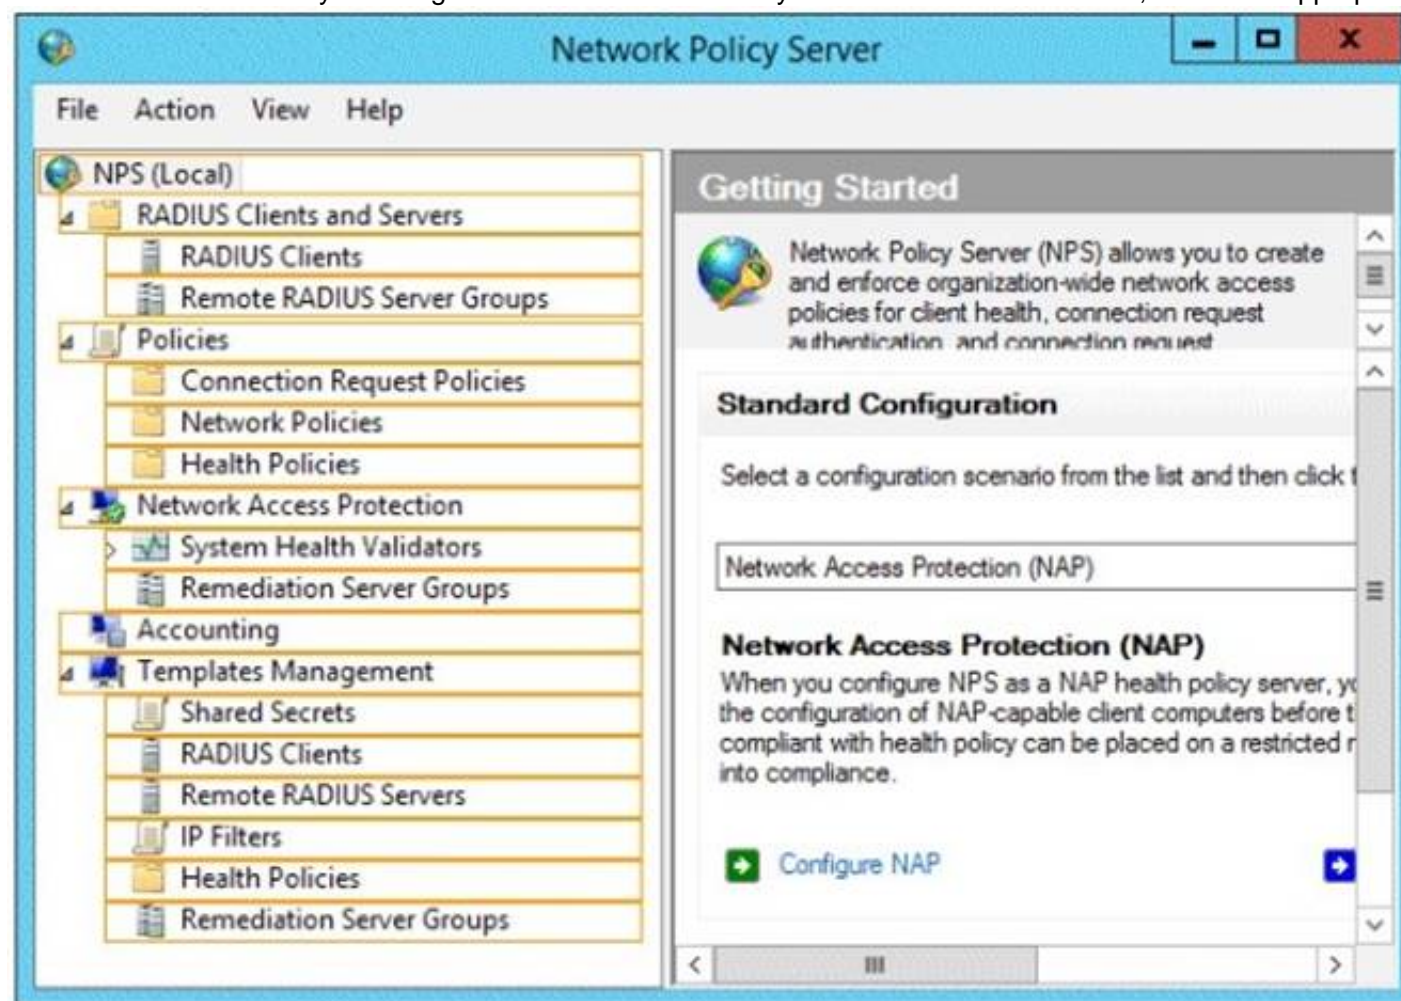 Network Policy Server
File Action View Help
NPS (Local)
RADIUS Clients and Servers
RADIUS Clients
Remote RADIUS Server Groups
Policies
Connection Request Policies
Network Policies
Health Policies
Network Access Protection
System Health Validators
Remediation Server Groups
Accounting
Templates Management
Shared Secrets
RADIUS Clients
Remote RADIUS Servers
IP Filters
Health Policies
Remediation Server Groups
Getting Started
Network Policy Server (NPS) allows you to create
and enforce organization-wide network access
policies for client health, connection request
authentication, and connection request
Standard Configuration
Select a configuration scenario from the list and then click
Network Access Protection (NAP)
Network Access Protection (NAP)
When you configure NPS as a NAP health policy server,
the configuration of NAP-capable client computers before
compliant with health policy can be placed on a restricted
into compliance.
Configure NAP